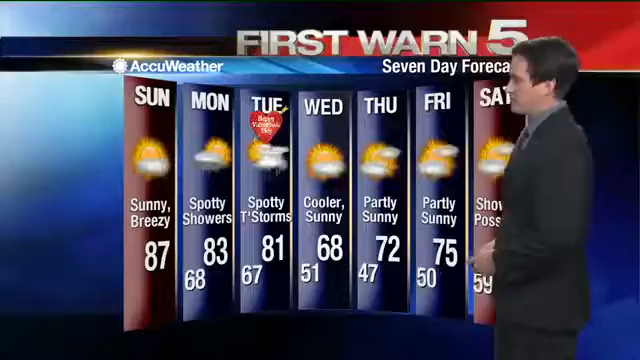 FIRST WARN 5
AccuWeather
Seven Day Foreca
SUN
MON
TUE
WED
THU
FRI
SAT
Happy
Valentine's
Day
Sunny,
Breezy
Spotty
Showers
Spotty
T'Storms
Cooler,
Sunny
Partly
Sunny
Partly
Sunny
Show
Poss
87
83
81
68
72
75
68
67
51
47
50
59